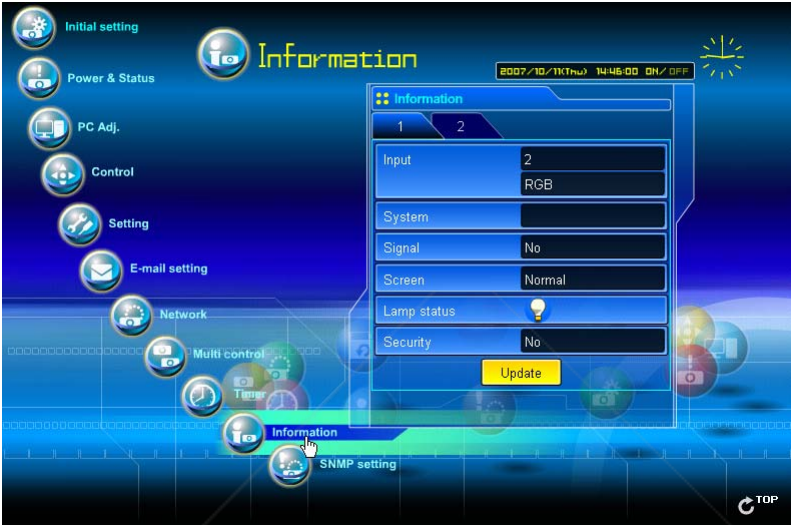 Initial setting
Power & Status
PC Adj.
Control
Setting
E-mail setting
Network
Multi control
Timer
Information
SNMP setting
Information
2007/10/11(Thu) 14:46:00 ON/OFF
Information
1 2
Input 2
RGB
System
Signal No
Screen Normal
Lamp status
Security No
Update
TOP